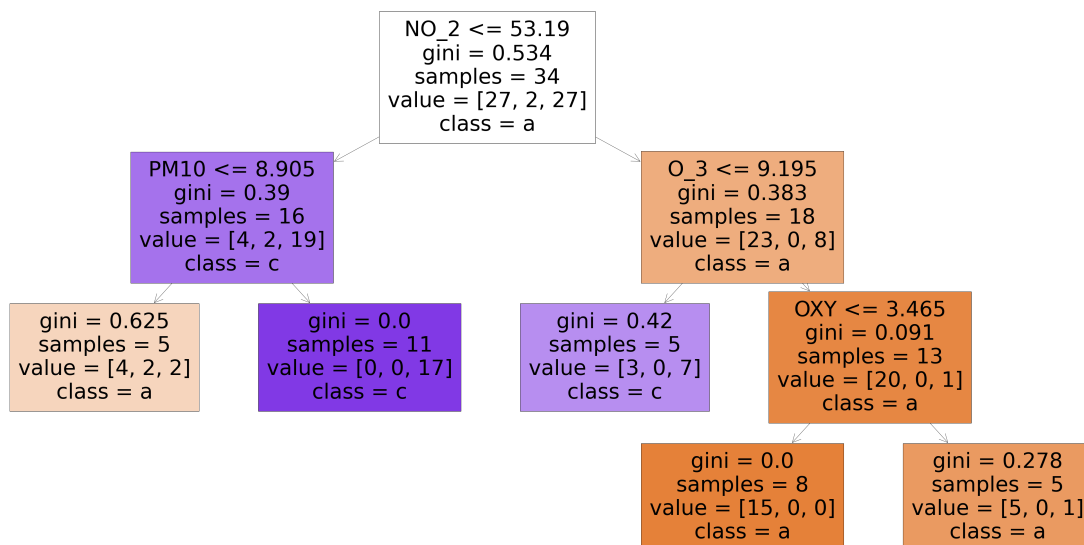 NO_2 <= 53.19
gini = 0.534
samples = 34
value = [27, 2, 27]
class = a
PM10 <= 8.905
gini = 0.39
samples = 16
value = [4, 2, 19]
class = c
O_3 <= 9.195
gini = 0.383
samples = 18
value = [23, 0, 8]
class = a
gini = 0.625
samples = 5
value = [4, 2, 2]
class = a
gini = 0.0
samples = 11
value = [0, 0, 17]
class = c
gini = 0.42
samples = 5
value = [3, 0, 7]
class = c
OXY <= 3.465
gini = 0.091
samples = 13
value = [20, 0, 1]
class = a
gini = 0.0
samples = 8
value = [15, 0, 0]
class = a
gini = 0.278
samples = 5
value = [5, 0, 1]
class = a